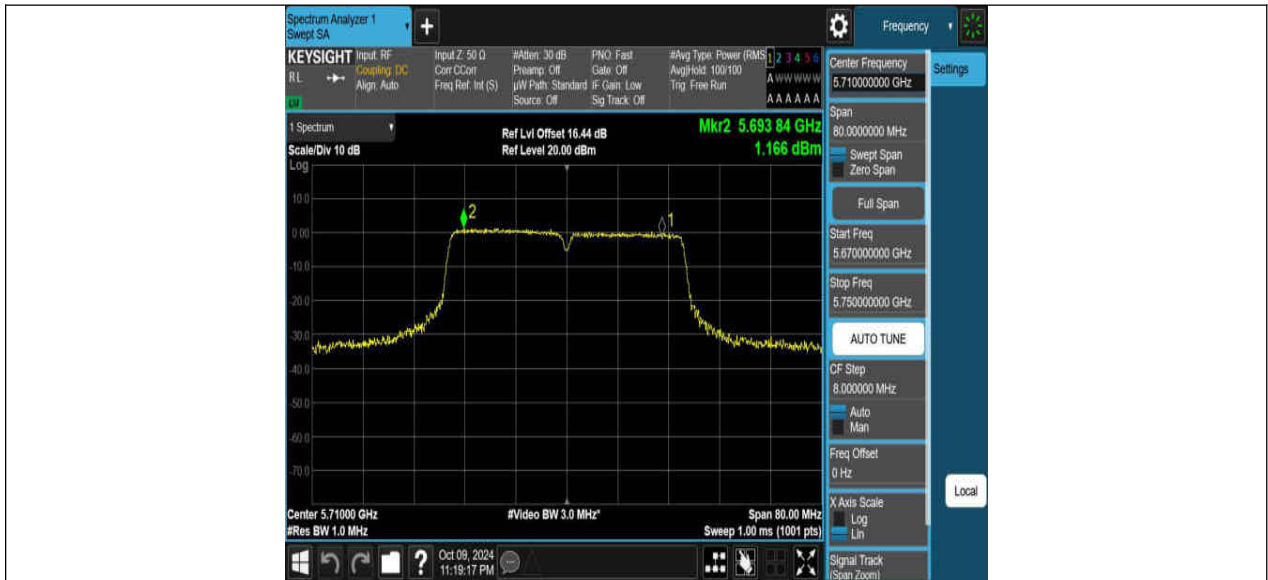 Spectrum Analyzer 1
Swept SA
+
Frequency
KEYSIGHT
RL
Input: RF
Coupling: DC
Align: Auto
Input Z: 50 Ω
Corr CCorr
Freq Ref: Int (S)
#Atten: 30 dB
Preamp: Off
µW Path: Standard
Source: Off
PNO: Fast
Gate: Off
IF Gain: Low
Sig Track: Off
#Avg Type: Power (RMS
Avg|Hold: 100/100
Trig: Free Run
1 2 3 4 5 6
A W W W W W
A A A A A A
1 Spectrum
Scale/Div 10 dB
Ref Lvl Offset 16.44 dB
Ref Level 20.00 dBm
Mkr2 5.693 84 GHz
1.166 dBm
Log
10.0
0.00
-10.0
-20.0
-30.0
-40.0
-50.0
-60.0
-70.0
2
1
Center 5.71000 GHz
#Res BW 1.0 MHz
#Video BW 3.0 MHz*
Span 80.00 MHz
Sweep 1.00 ms (1001 pts)
?
Oct 09, 2024
11:19:17 PM
Center Frequency
5.710000000 GHz
Span
80.0000000 MHz
Swept Span
Zero Span
Full Span
Start Freq
5.670000000 GHz
Stop Freq
5.750000000 GHz
AUTO TUNE
CF Step
8.000000 MHz
Auto
Man
Freq Offset
0 Hz
X Axis Scale
Log
Lin
Signal Track
(Span Zoom)
Settings
Local